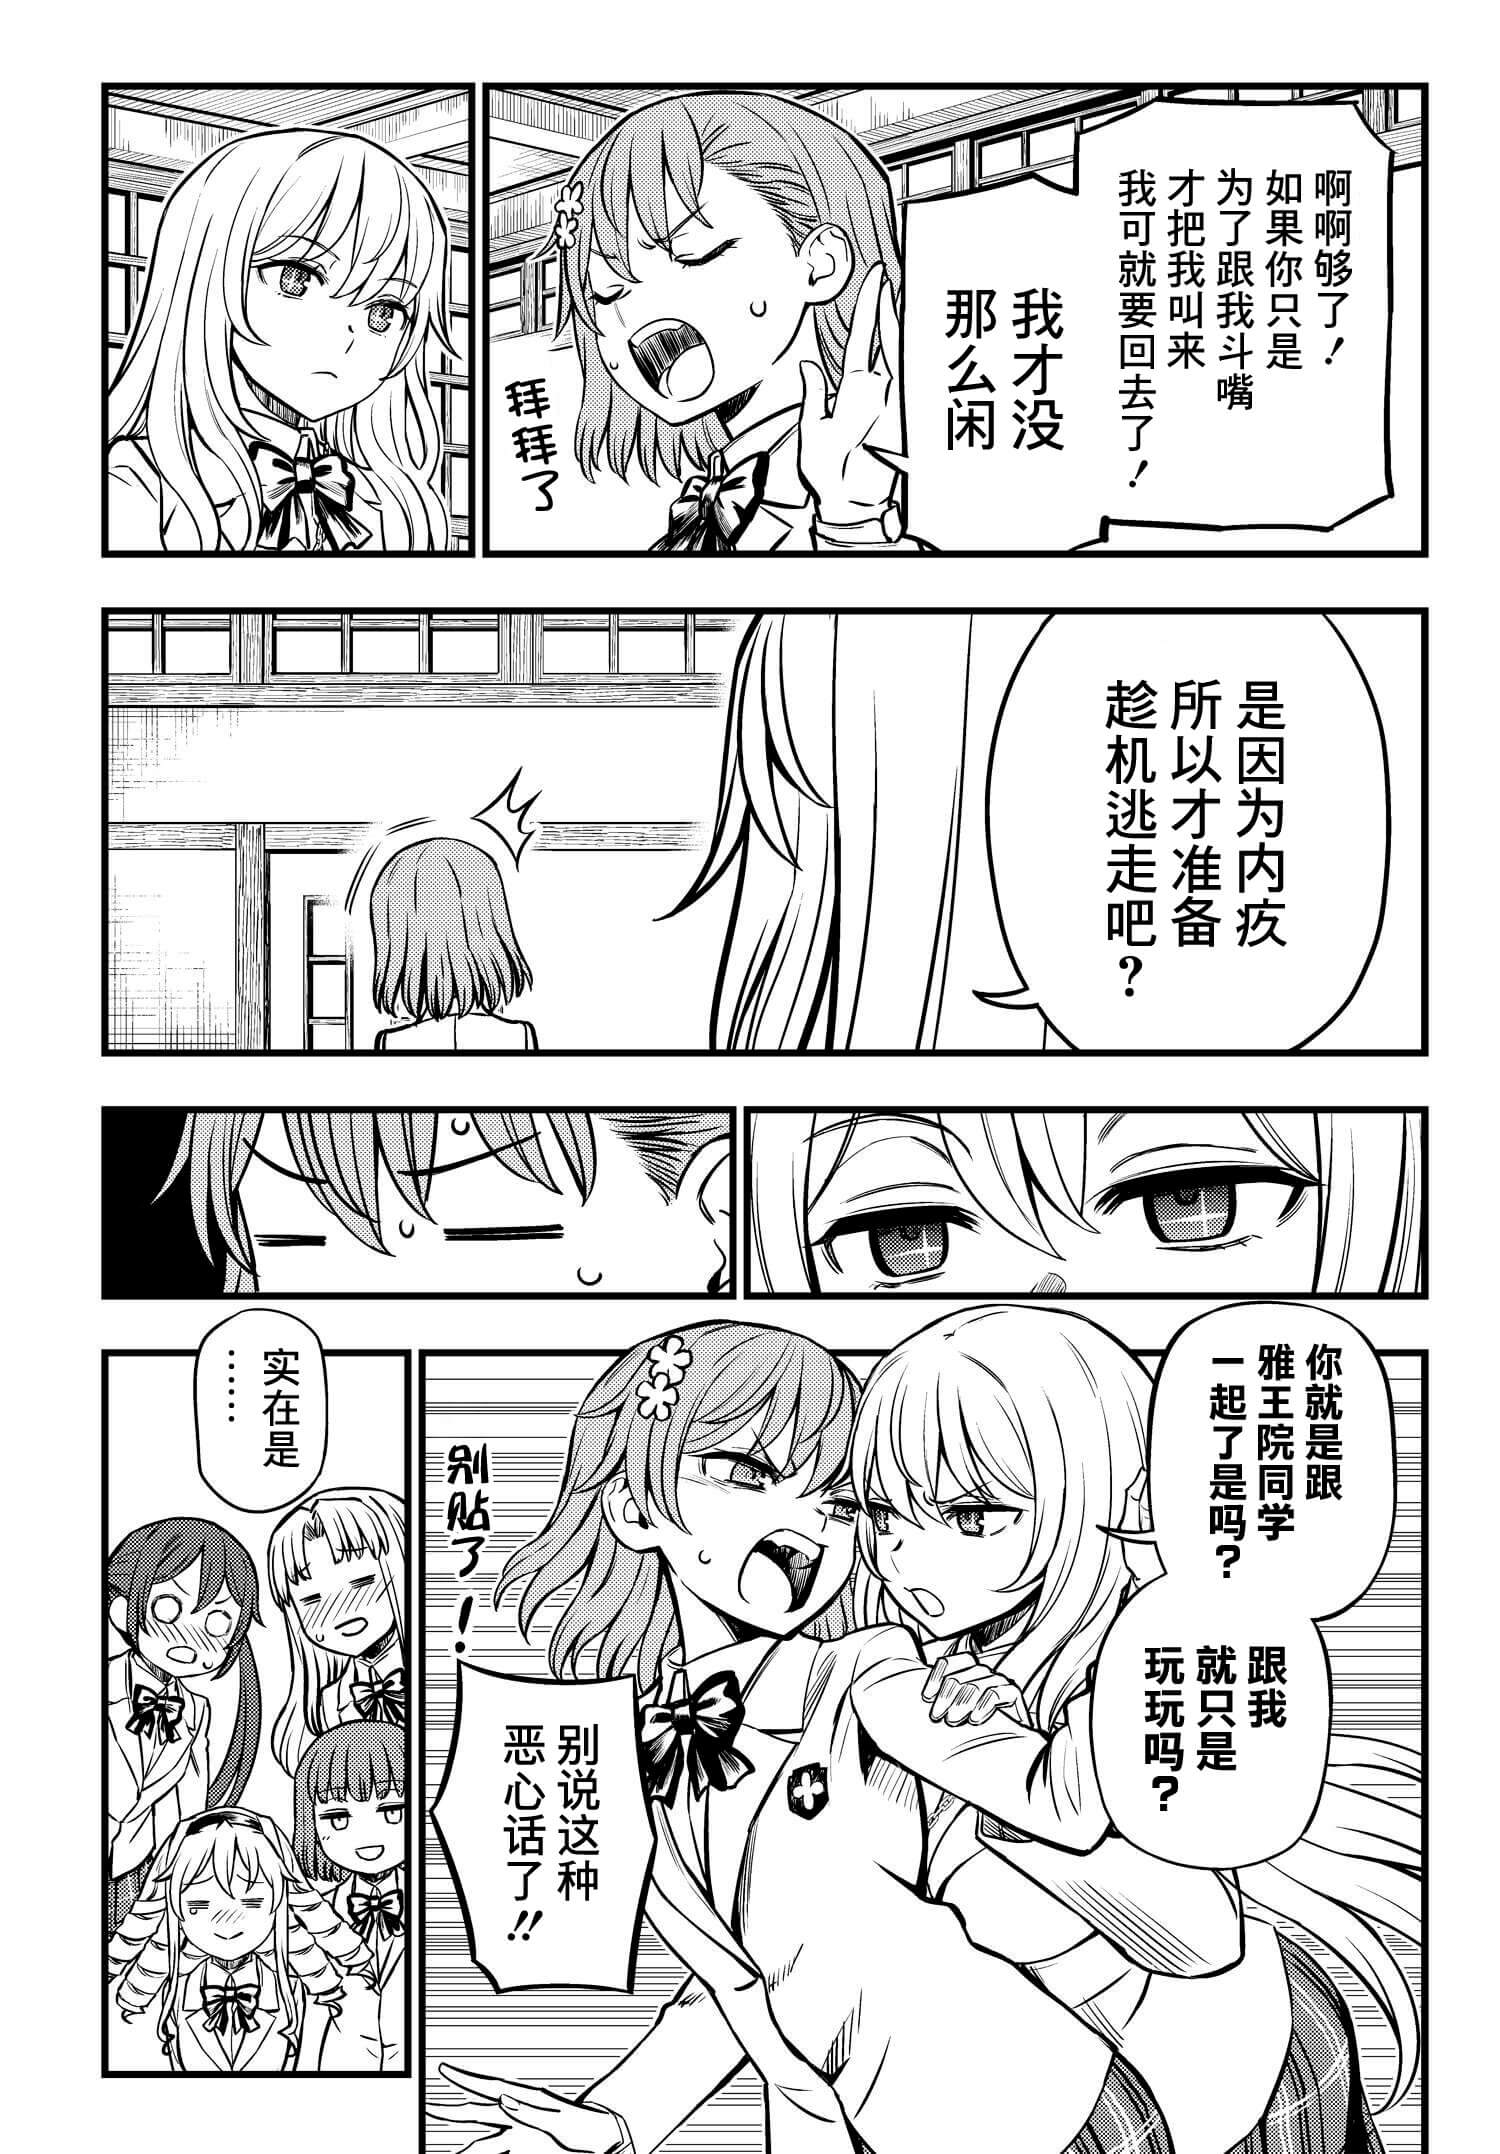 啊啊够了！
如果你只是
为了跟我斗嘴
才把我叫来
我可就要回去了！
我才没
那么闲
拜拜了
是因为内疚
所以才准备
趁机逃走吧？
你就是跟
雅王院同学
一起了是吗？
跟我
就只是
玩玩吗？
别贴了！
别说这种
恶心话了！！
实在是
……